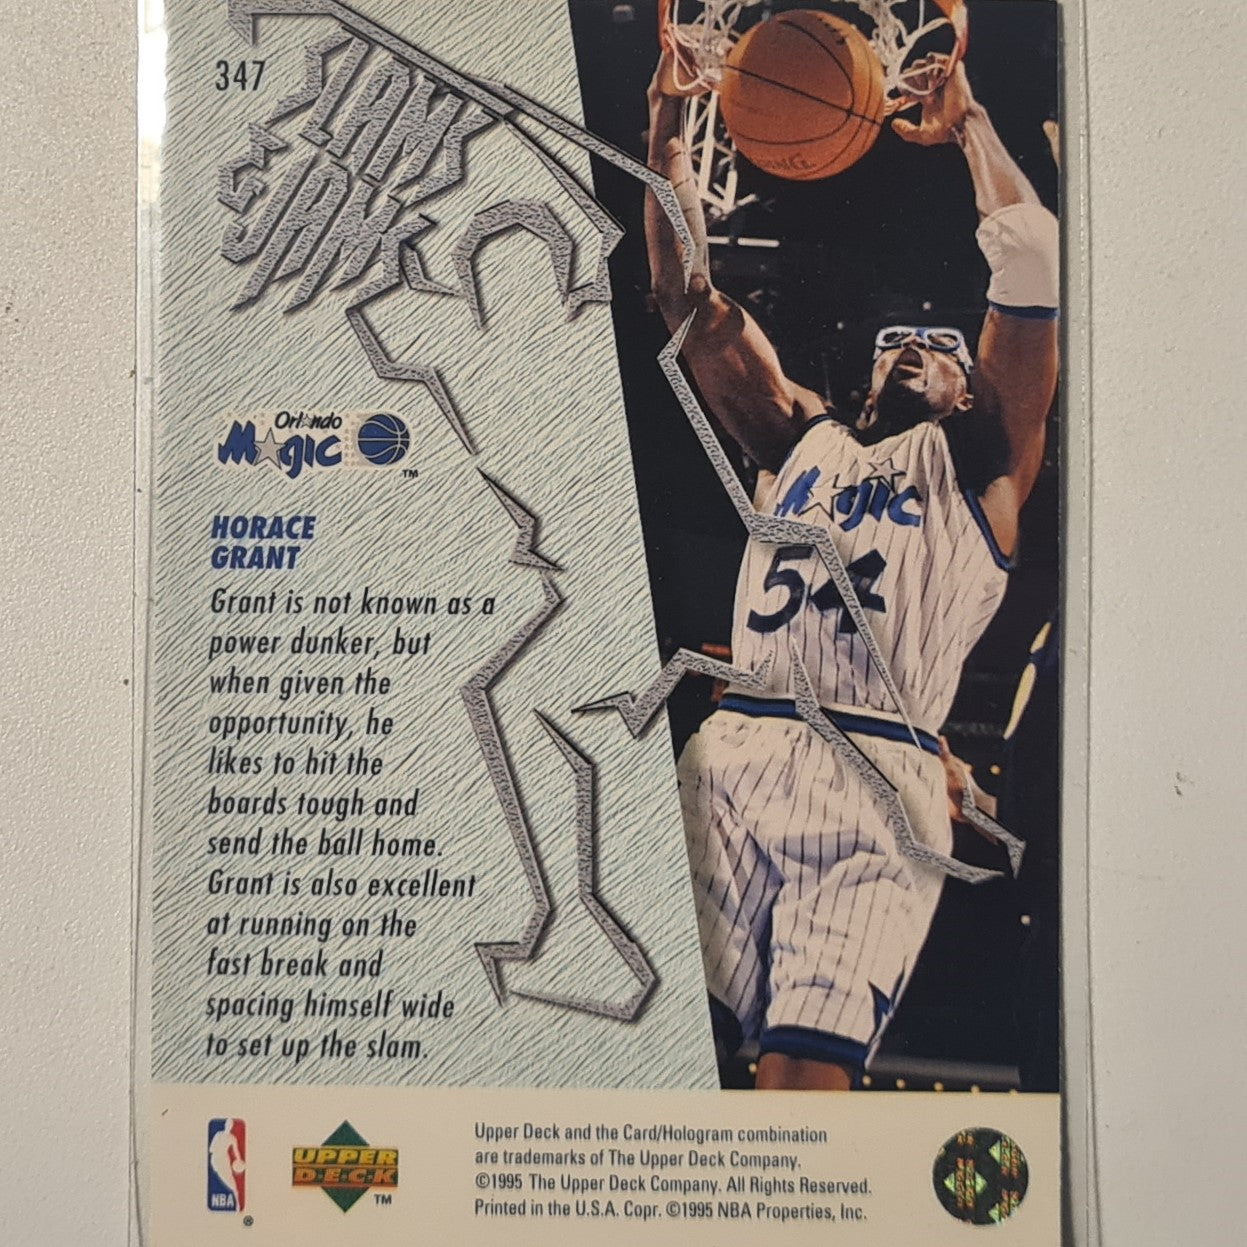 347
SLAMS
&
JAMS
Orlando
Magic
TM
HORACE
GRANT
Grant is not known as a
power dunker, but
when given the
opportunity, he
likes to hit the
boards tough and
send the ball home.
Grant is also excellent
at running on the
fast break and
spacing himself wide
to set up the slam.
Magic
54
NBA
®
UPPER
DECK
TM
Upper Deck and the Card/Hologram combination
are trademarks of The Upper Deck Company.
©1995 The Upper Deck Company. All Rights Reserved.
Printed in the U.S.A. Copr. ©1995 NBA Properties, Inc.